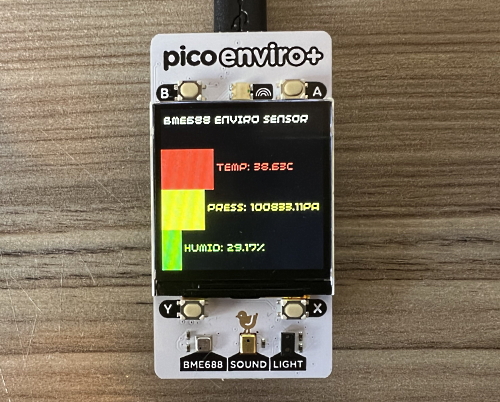 pico enviro+
B A
BME688 ENVIRO SENSOR
TEMP: 38.63C
PRESS: 100833.11PA
HUMID: 29.17%
Y X
BME688 SOUND LIGHT